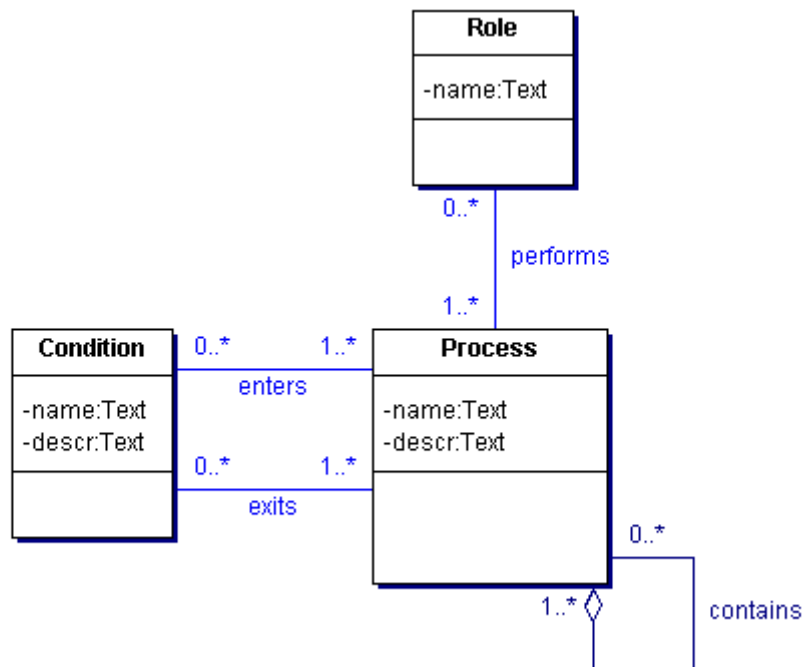 Role
-name:Text
0..*
performs
1..*
Condition
0..* 1..*
Process
enters
-name:Text
-descr:Text
-name:Text
-descr:Text
0..* 1..*
exits
0..*
1..*
contains